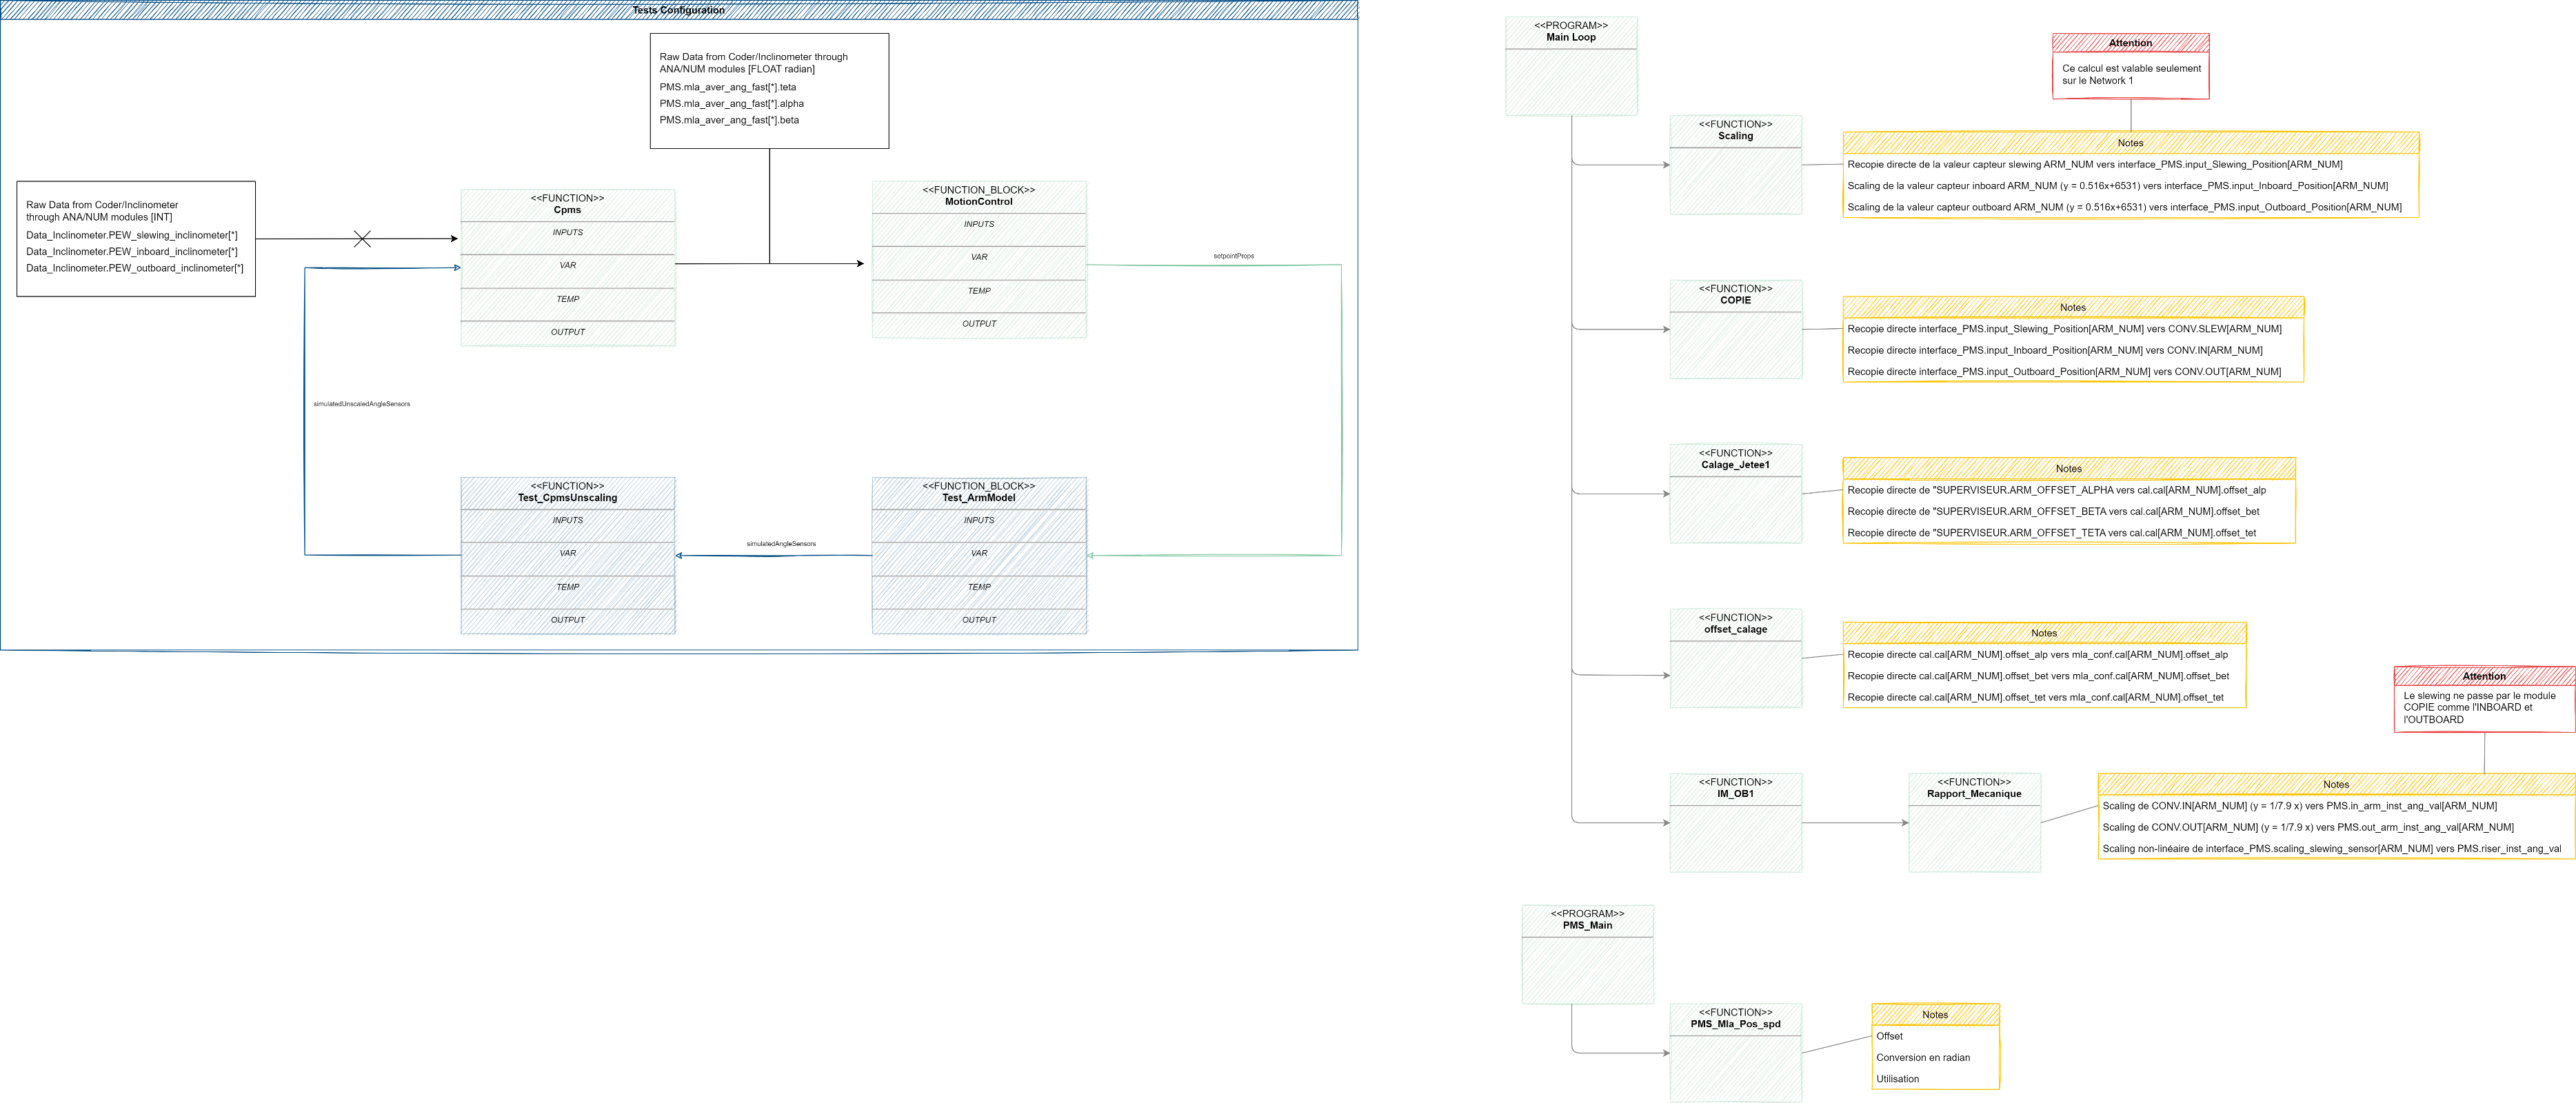 Tests Configuration
Raw Data from Coder/Inclinometer through
ANA/NUM modules [FLOAT radian]
PMS.mla_aver_ang_fast[*].teta
PMS.mla_aver_ang_fast[*].alpha
PMS.mla_aver_ang_fast[*].beta
Raw Data from Coder/Inclinometer
through ANA/NUM modules [INT]
Data_Inclinometer.PEW_slewing_inclinometer[*]
Data_Inclinometer.PEW_inboard_inclinometer[*]
Data_Inclinometer.PEW_outboard_inclinometer[*]
<<FUNCTION>>
Cpms
INPUTS
VAR
TEMP
OUTPUT
<<FUNCTION_BLOCK>>
MotionControl
INPUTS
VAR
TEMP
OUTPUT
setpointProps
simulatedUnscaledAngleSensors
<<FUNCTION>>
Test_CpmsUnscaling
INPUTS
VAR
TEMP
OUTPUT
simulatedAngleSensors
<<FUNCTION_BLOCK>>
Test_ArmModel
INPUTS
VAR
TEMP
OUTPUT
<<PROGRAM>>
Main Loop
Attention
Ce calcul est valable seulement
sur le Network 1
<<FUNCTION>>
Scaling
Notes
Recopie directe de la valeur capteur slewing ARM_NUM vers interface_PMS.input_Slewing_Position[ARM_NUM]
Scaling de la valeur capteur inboard ARM_NUM (y = 0.516x+6531) vers interface_PMS.input_Inboard_Position[ARM_NUM]
Scaling de la valeur capteur outboard ARM_NUM (y = 0.516x+6531) vers interface_PMS.input_Outboard_Position[ARM_NUM]
<<FUNCTION>>
COPIE
Notes
Recopie directe interface_PMS.input_Slewing_Position[ARM_NUM] vers CONV.SLEW[ARM_NUM]
Recopie directe interface_PMS.input_Inboard_Position[ARM_NUM] vers CONV.IN[ARM_NUM]
Recopie directe interface_PMS.input_Outboard_Position[ARM_NUM] vers CONV.OUT[ARM_NUM]
<<FUNCTION>>
Calage_Jetee1
Notes
Recopie directe de "SUPERVISEUR.ARM_OFFSET_ALPHA vers cal.cal[ARM_NUM].offset_alp
Recopie directe de "SUPERVISEUR.ARM_OFFSET_BETA vers cal.cal[ARM_NUM].offset_bet
Recopie directe de "SUPERVISEUR.ARM_OFFSET_TETA vers cal.cal[ARM_NUM].offset_tet
<<FUNCTION>>
offset_calage
Notes
Recopie directe cal.cal[ARM_NUM].offset_alp vers mla_conf.cal[ARM_NUM].offset_alp
Recopie directe cal.cal[ARM_NUM].offset_bet vers mla_conf.cal[ARM_NUM].offset_bet
Recopie directe cal.cal[ARM_NUM].offset_tet vers mla_conf.cal[ARM_NUM].offset_tet
Attention
Le slewing ne passe par le module
COPIE comme l'INBOARD et
l'OUTBOARD
<<FUNCTION>>
IM_OB1
<<FUNCTION>>
Rapport_Mecanique
Notes
Scaling de CONV.IN[ARM_NUM] (y = 1/7.9 x) vers PMS.in_arm_inst_ang_val[ARM_NUM]
Scaling de CONV.OUT[ARM_NUM] (y = 1/7.9 x) vers PMS.out_arm_inst_ang_val[ARM_NUM]
Scaling non-linéaire de interface_PMS.scaling_slewing_sensor[ARM_NUM] vers PMS.riser_inst_ang_val
<<PROGRAM>>
PMS_Main
<<FUNCTION>>
PMS_Mla_Pos_spd
Notes
Offset
Conversion en radian
Utilisation